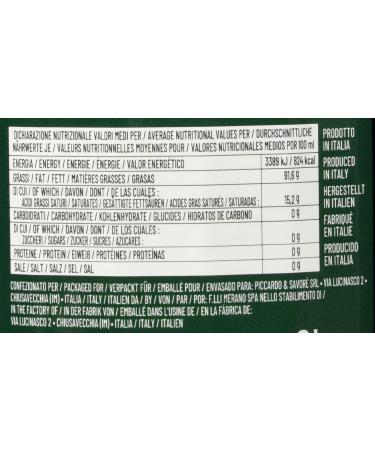 DICHIARAZIONE NUTRIZIONALE VALORI MEDI PER / AVERAGE NUTRITIONAL VALUES PER / DURCHSCHNITTLICHE
NÄHRWERTE JE / VALEURS NUTRITIONNELLES MOYENNES POUR / VALORES NUTRICIONALES MEDIOS POR 100 ml
ENERGIA / ENERGY / ENERGIE / ÉNERGIE / VALOR ENERGÉTICO 3389 kJ / 824 kcal
GRASSI / FAT / FETT / MATIÈRES GRASSES / GRASAS 91,6 g
DI CUI / OF WHICH / DAVON / DONT / DE LAS CUALES :
ACIDI GRASSI SATURI / SATURATES / GESÄTTIGTE FETTSÄUREN / ACIDES GRAS SATURÉS / SATURADAS : 15,2 g
CARBOIDRATI / CARBOHYDRATE / KOHLENHYDRATE / GLUCIDES / HIDRATOS DE CARBONO 0 g
DI CUI / OF WHICH / DAVON / DONT / DE LOS CUALES :
ZUCCHERI / SUGARS / ZUCKER / SUCRES / AZUCARES : 0 g
PROTEINE / PROTEIN / EIWEIß / PROTÉINES / PROTÉINAS 0 g
SALE / SALT / SALZ / SEL / SAL 0 g
PRODOTTO
IN ITALIA
PRODUCED
IN ITALY
HERGESTELLT
IN ITALIEN
FABRIQUÉ
EN ITALIE
PRODUCIDO
EN ITALIA
CONFEZIONATO PER / PACKAGED FOR / VERPACKT FÜR / EMBALLÉ POUR / ENVASADO PARA: PICCARDO & SAVORÉ SRL • VIA LUCINASCO 2 •
CHIUSAVECCHIA (IM) • ITALIA / ITALY / ITALIEN DA / BY / VON / PAR / POR: F.LLI MERANO SPA NELLO STABILIMENTO DI /
IN THE FACTORY OF / IN DER FABRIK VON / EMBALLÉ DANS L'USINE DE / EN LA FÁBRICA DE:
VIA LUCINASCO 2 • CHIUSAVECCHIA (IM) • ITALIA / ITALY / ITALIEN